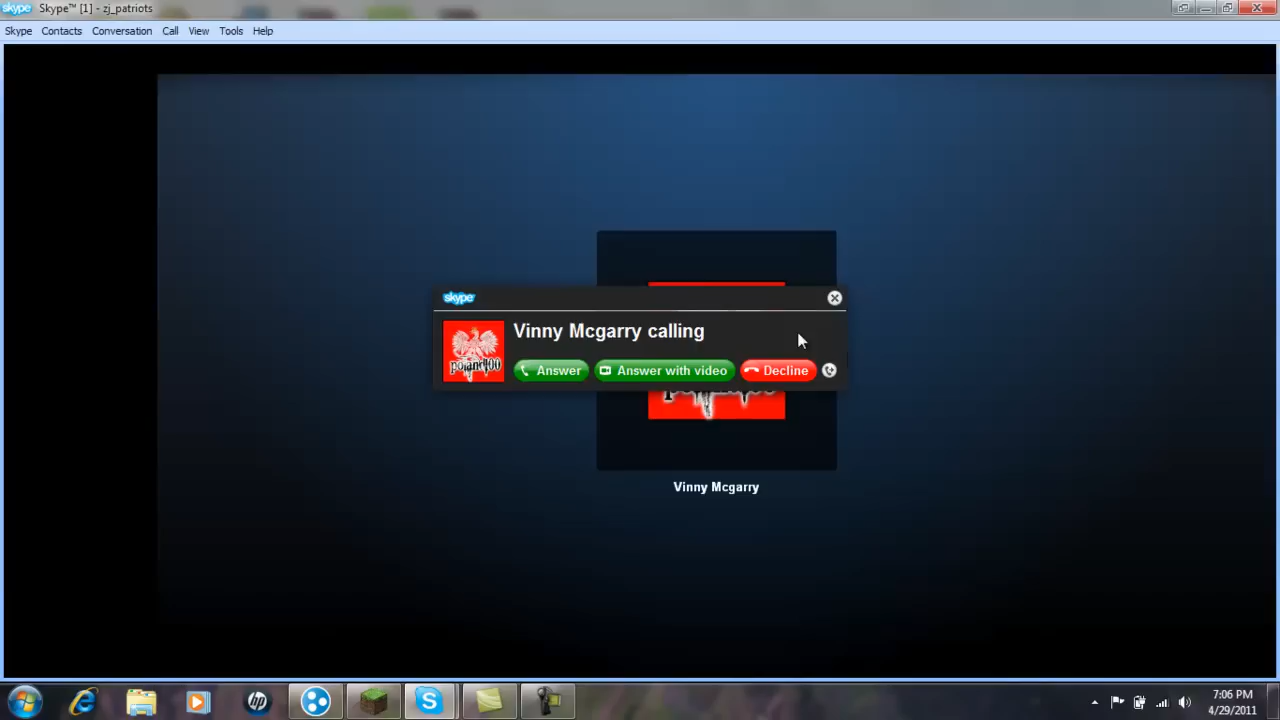 Skype™ [1] - zj_patriots
Skype Contacts Conversation Call View Tools Help
skype
Vinny Mcgarry calling
poland100
Answer Answer with video Decline
Vinny Mcgarry
7:06 PM
4/29/2011